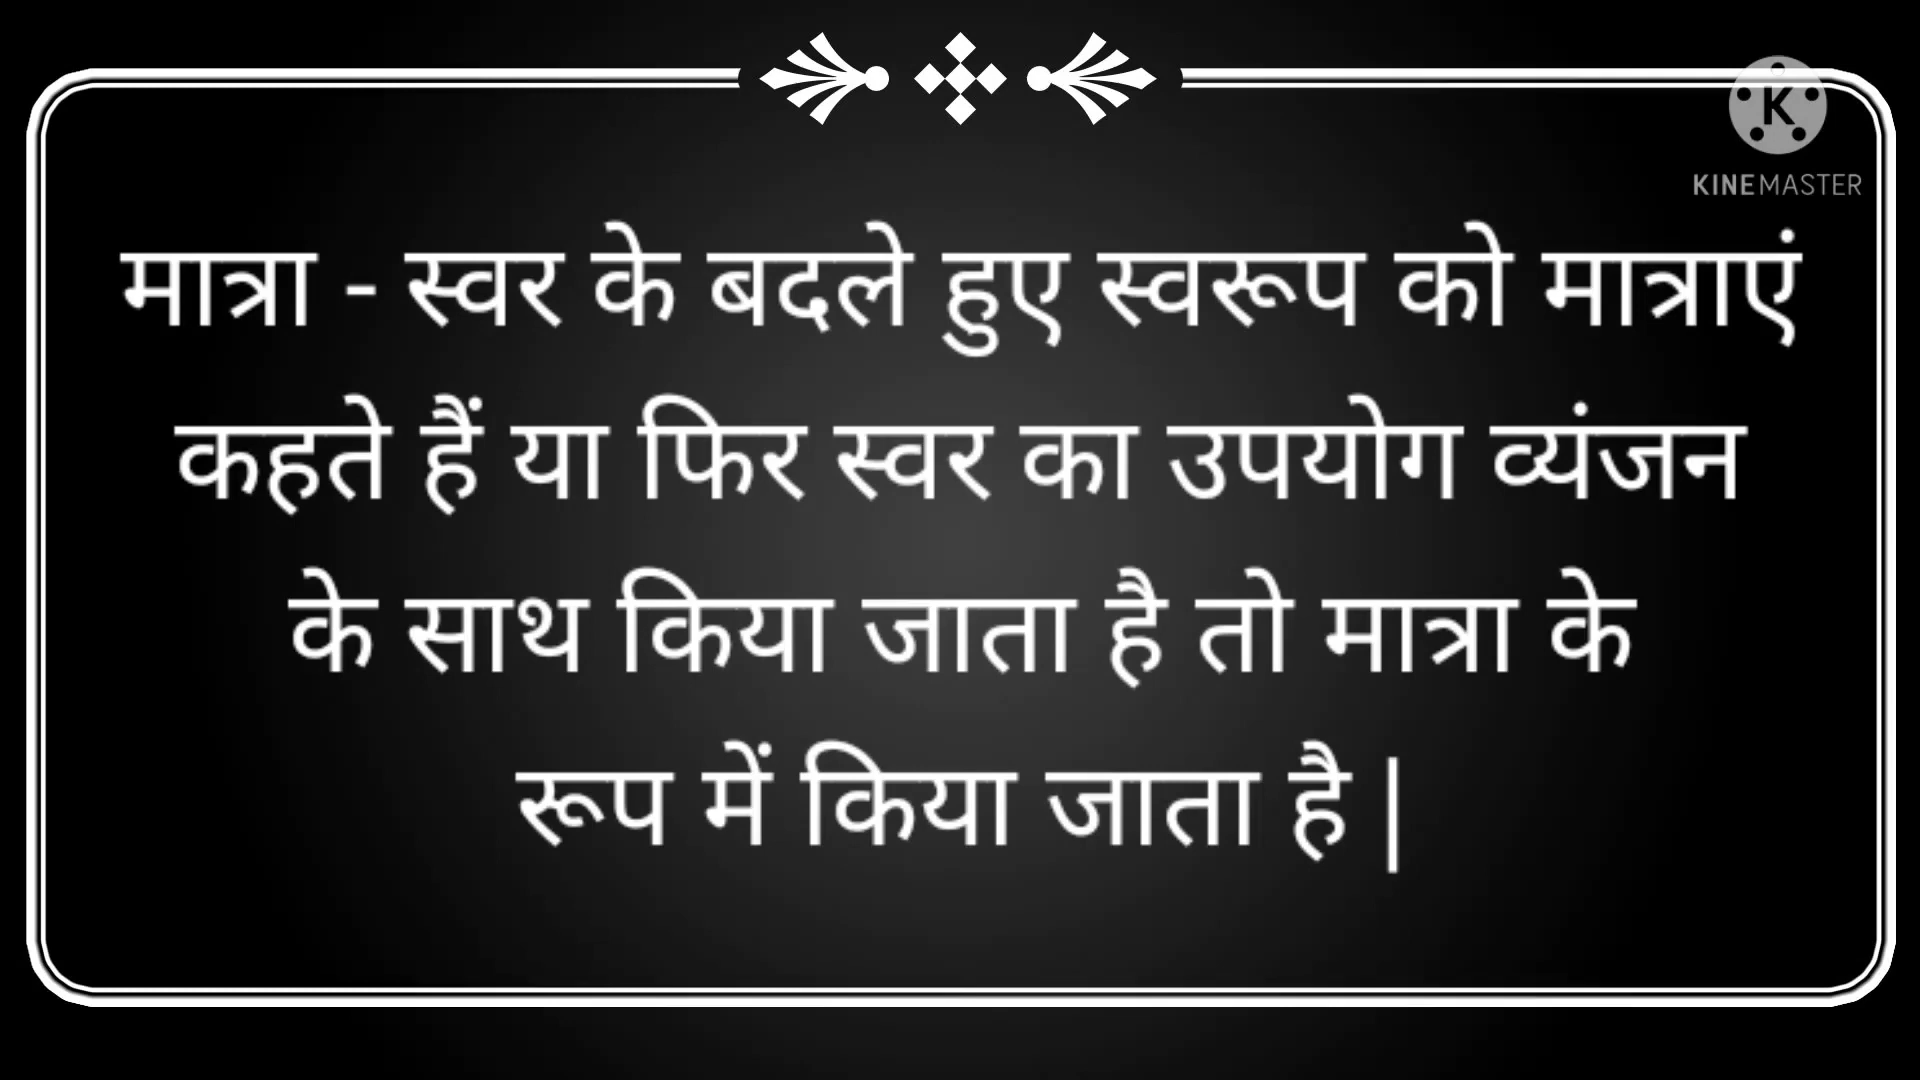 KINEMASTER
मात्रा - स्वर के बदले हुए स्वरूप को मात्राएं
कहते हैं या फिर स्वर का उपयोग व्यंजन
के साथ किया जाता है तो मात्रा के
रूप में किया जाता है |